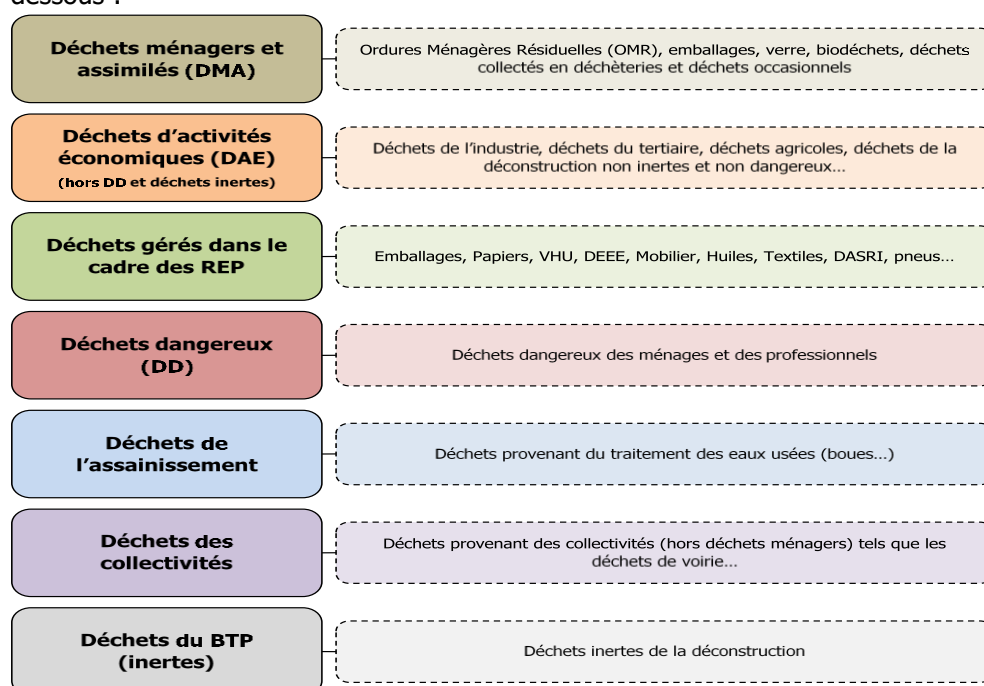 dessous :
Déchets ménagers et
assimilés (DMA)
Ordures Ménagères Résiduelles (OMR), emballages, verre, biodéchets, déchets
collectés en déchèteries et déchets occasionnels
Déchets d'activités
économiques (DAE)
(hors DD et déchets inertes)
Déchets de l'industrie, déchets du tertiaire, déchets agricoles, déchets de la
déconstruction non inertes et non dangereux...
Déchets gérés dans le
cadre des REP
Emballages, Papiers, VHU, DEEE, Mobilier, Huiles, Textiles, DASRI, pneus...
Déchets dangereux
(DD)
Déchets dangereux des ménages et des professionnels
Déchets de
l'assainissement
Déchets provenant du traitement des eaux usées (boues...)
Déchets des
collectivités
Déchets provenant des collectivités (hors déchets ménagers) tels que les
déchets de voirie...
Déchets du BTP
(inertes)
Déchets inertes de la déconstruction